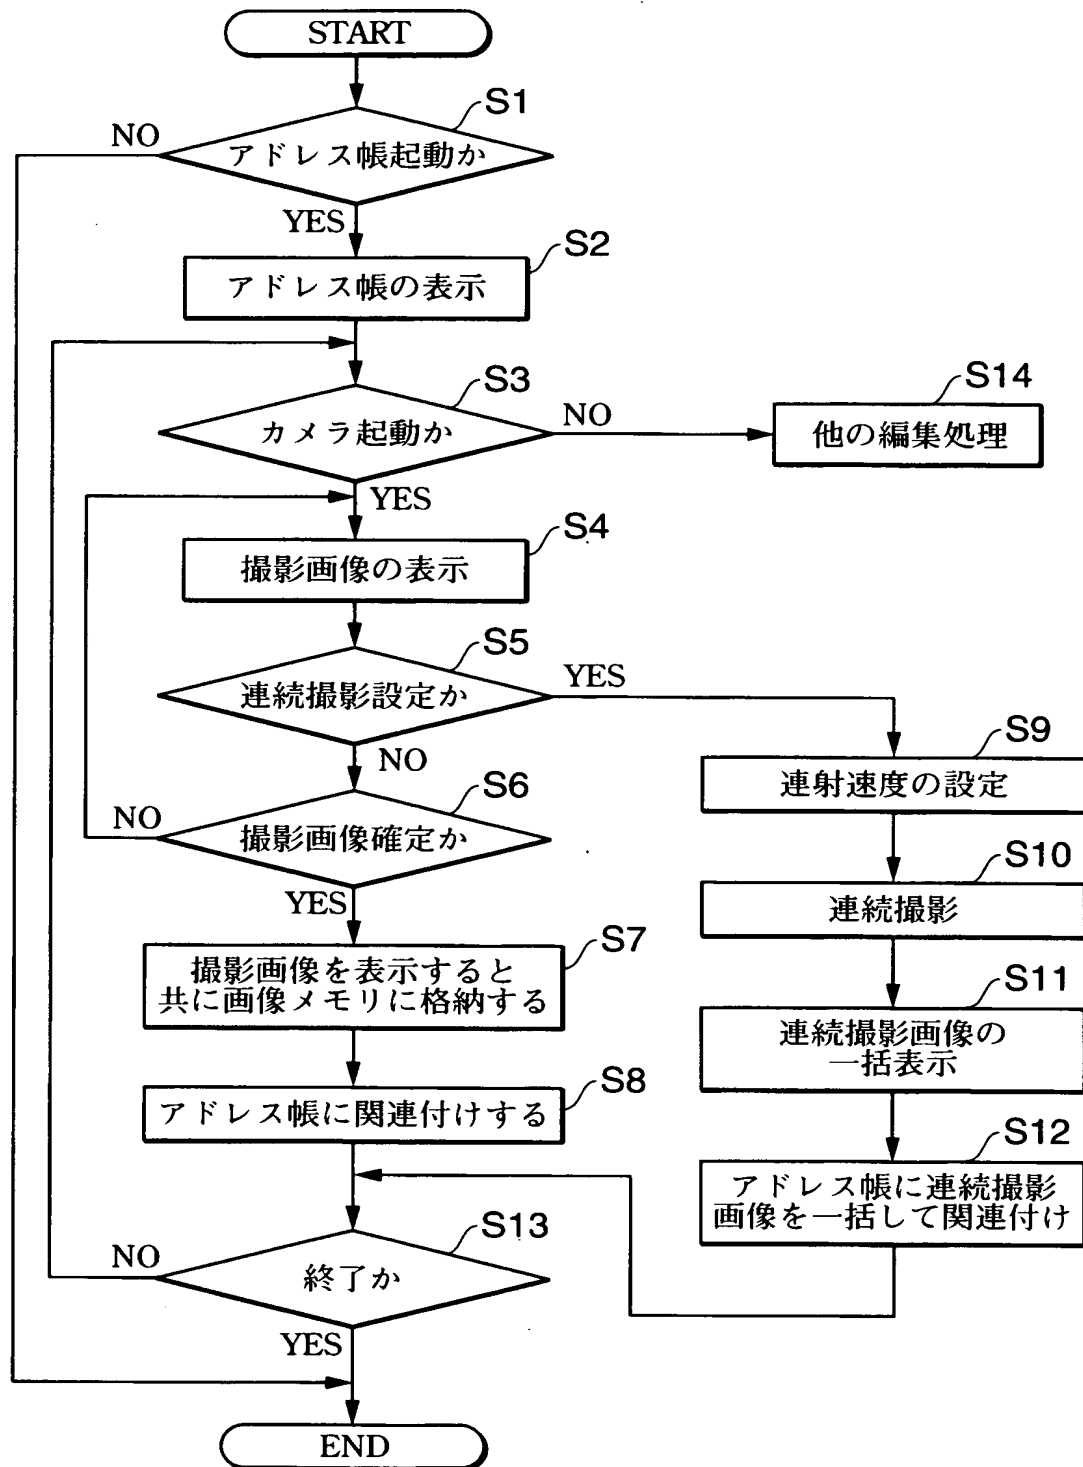 START
S1
NO
アドレス帳起動か
YES
S2
アドレス帳の表示
S3
S14
カメラ起動か
NO
他の編集処理
YES
S4
撮影画像の表示
S5
連続撮影設定か
YES
NO
S9
連射速度の設定
S6
NO
撮影画像確定か
YES
S10
連続撮影
S7
撮影画像を表示すると
共に画像メモリに格納する
S11
連続撮影画像の
一括表示
S8
アドレス帳に関連付けする
S12
アドレス帳に連続撮影
画像を一括して関連付け
S13
NO
終了か
YES
END